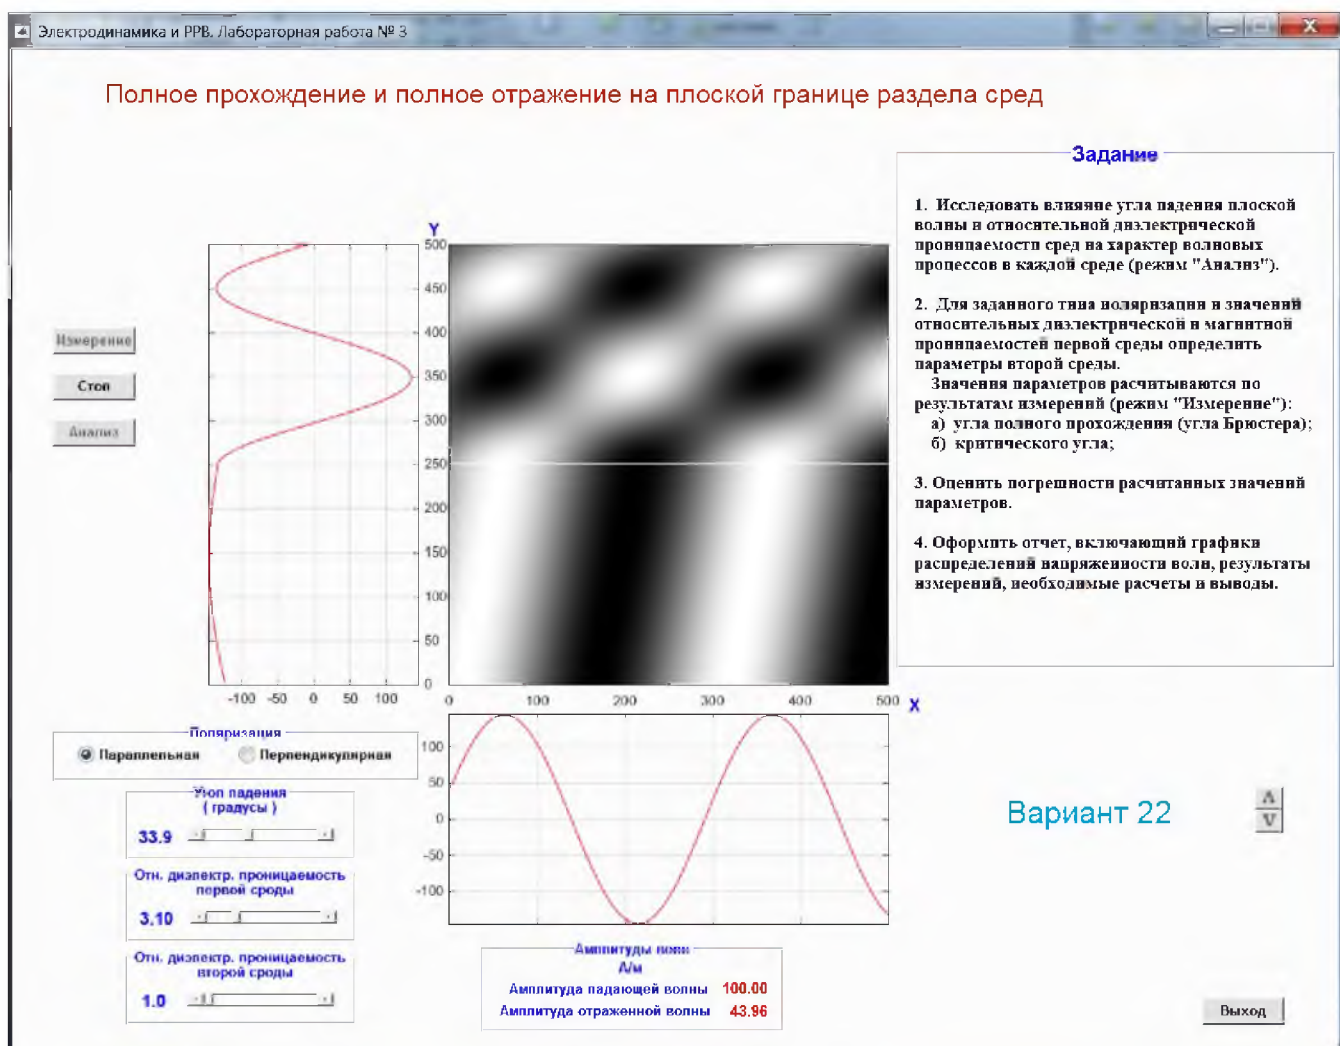 Электродинамика и РРВ. Лабораторная работа № 3
Полное прохождение и полное отражение на плоской границе раздела сред
Задание
1. Исследовать влияние угла падения плоской
волны и относительной диэлектрической
проницаемости сред на характер волновых
процессов в каждой среде (режим "Анализ").
2. Для заданного типа поляризации и значений
относительных диэлектрической и магнитной
проницаемостей первой среды определить
параметры второй среды.
Значения параметров расчитываются по
результатам измерений (режим "Измерение"):
а) угла полного прохождения (угла Брюстера);
б) критического угла;
3. Оценить погрешности расчитанных значений
параметров.
4. Оформить отчет, включающий графики
распределений напряженности волн, результаты
измерений, необходимые расчеты и выводы.
Измерение
Стоп
Анализ
Y
500
450
400
350
300
250
200
150
100
50
0
-100 -50 0 50 100
0 100 200 300 400 500 X
100
50
0
-50
-100
Поляризация
Параллельная Перпендикулярная
Угол падения
( градусы )
33.9
Отн. диэлектр. проницаемость
первой среды
3.10
Отн. диэлектр. проницаемость
второй среды
1.0
Амплитуды волн
А/м
Амплитуда падающей волны 100.00
Амплитуда отраженной волны 43.96
Вариант 22
Λ
V
Выход